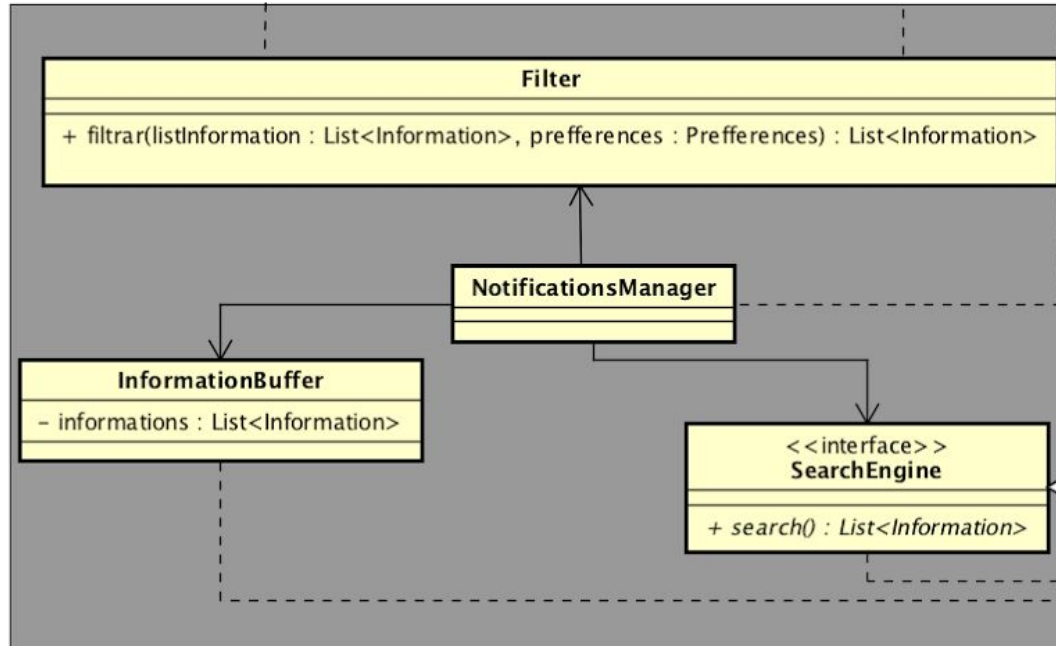 Filter
+ filtrar(listInformation : List<Information>, prefferences : Prefferences) : List<Information>
NotificationsManager
InformationBuffer
- informations : List<Information>
<<interface>>
SearchEngine
+ search() : List<Information>